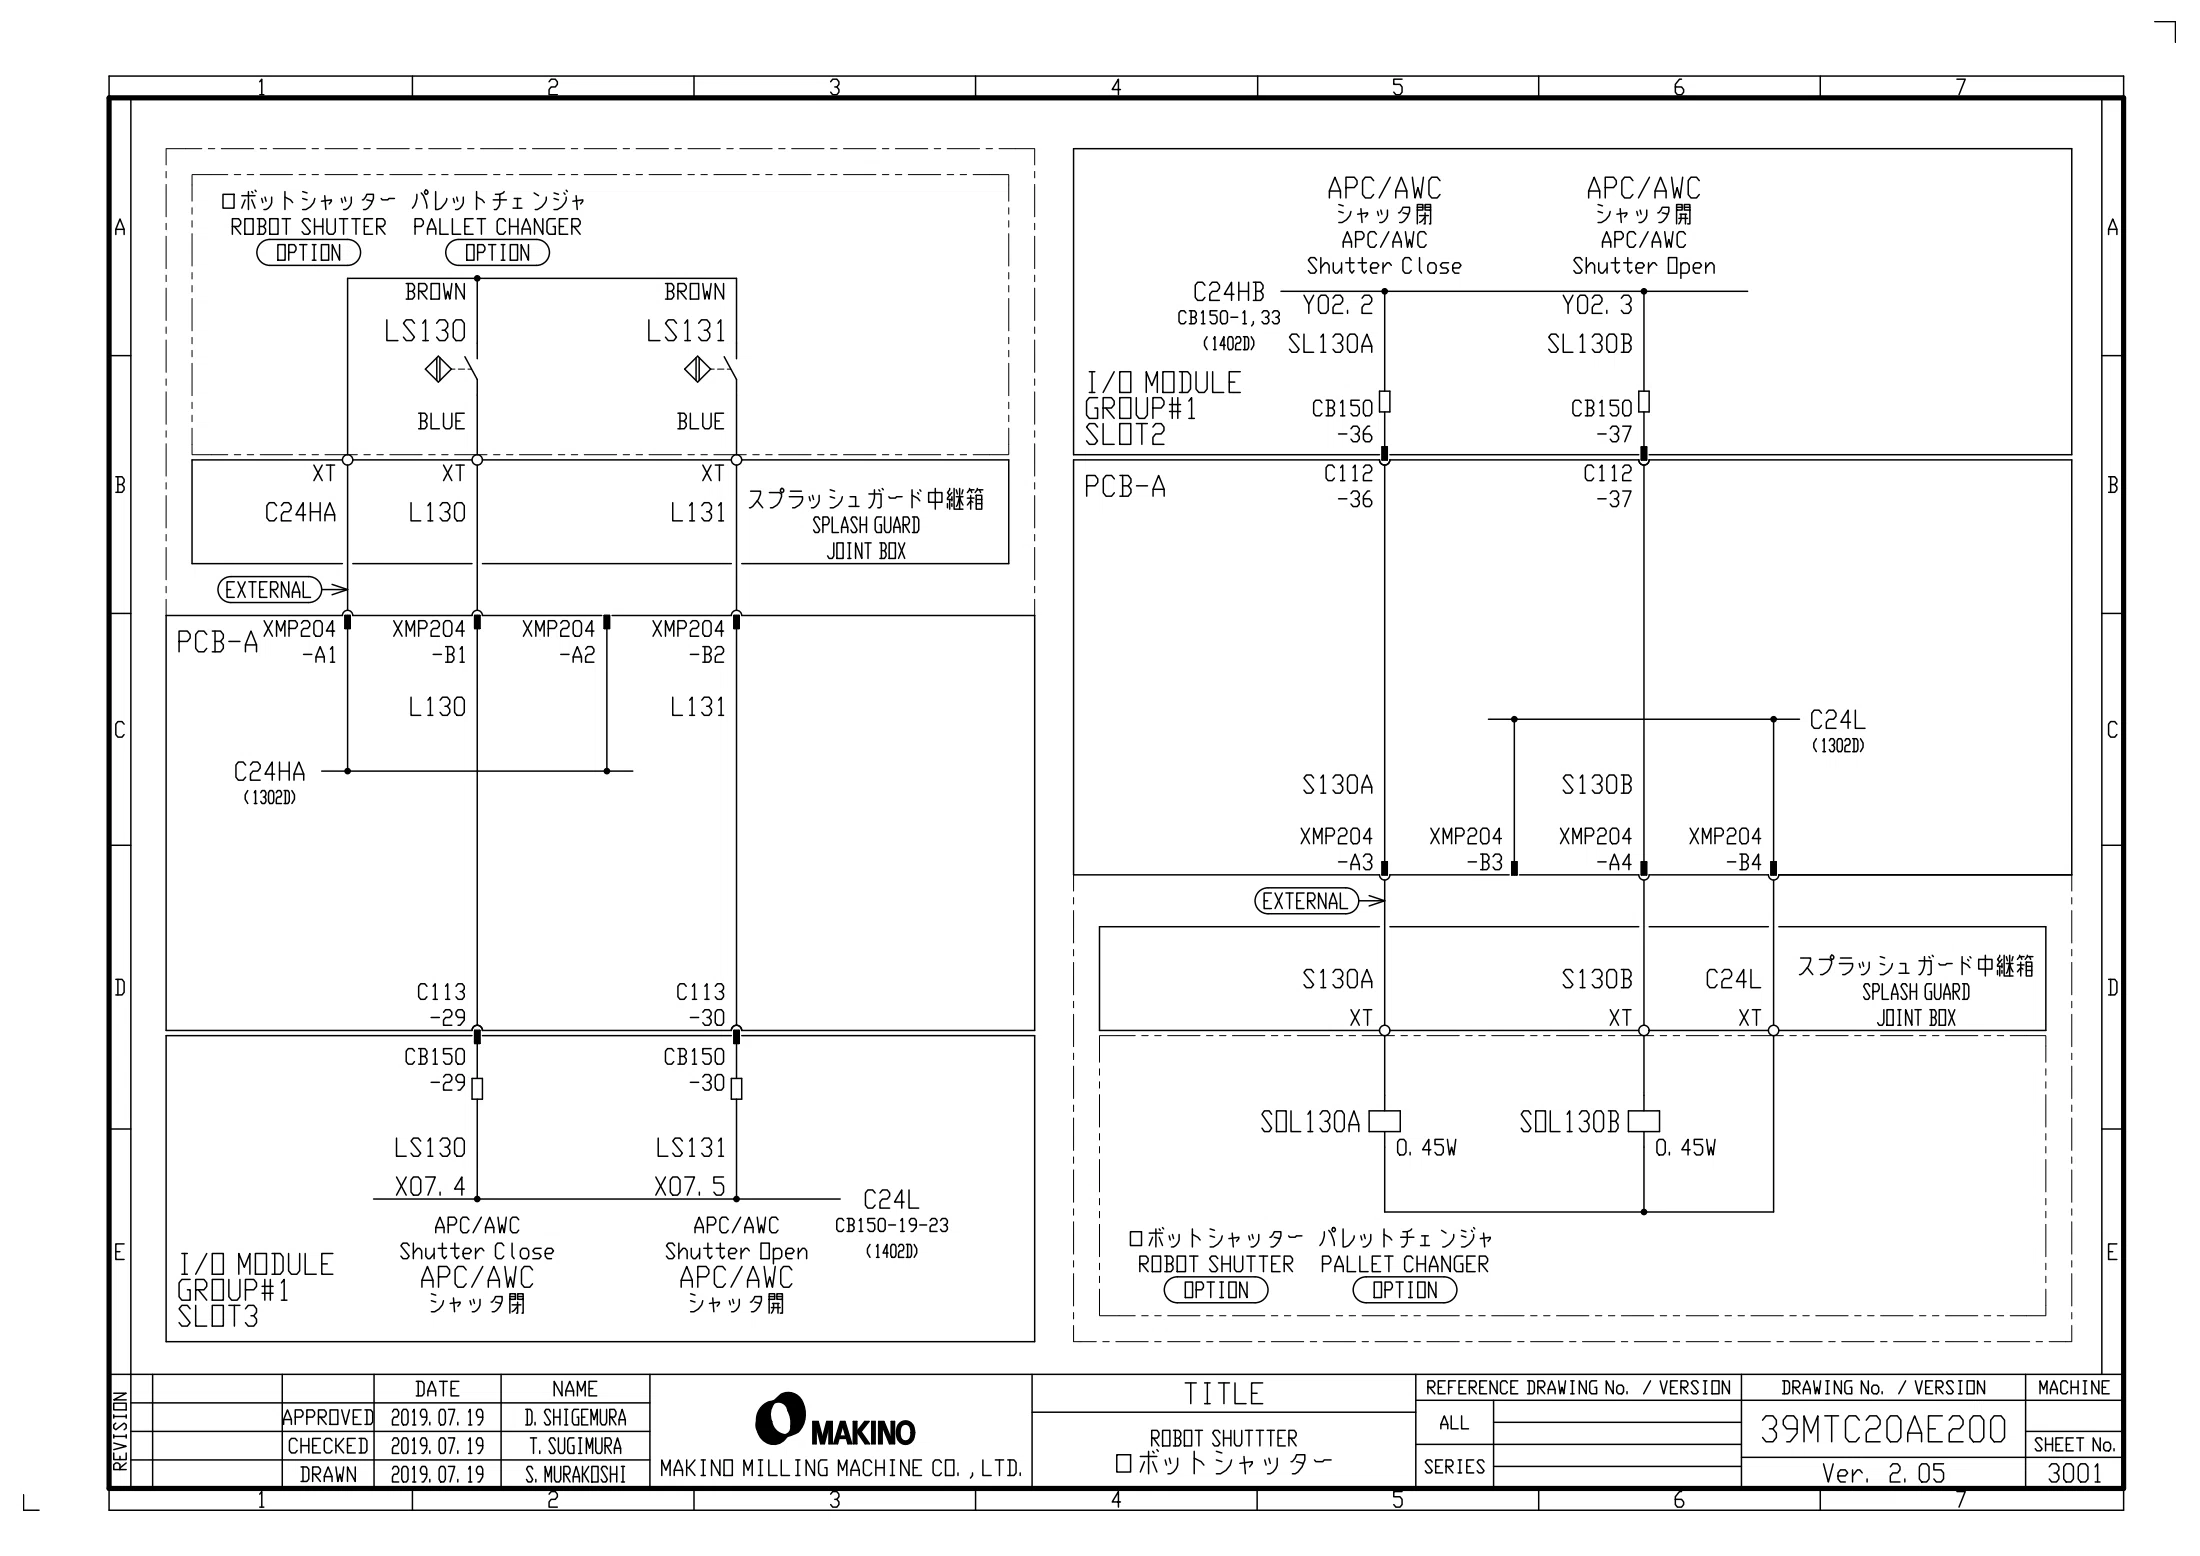 1 2 3 4 5 6 7
A
B
C
D
E
ロボットシャッター パレットチェンジャ
ROBOT SHUTTER PALLET CHANGER
OPTION OPTION
BROWN BROWN
LS130 LS131
BLUE BLUE
XT XT XT
C24HA L130 L131
スプラッシュガード中継箱
SPLASH GUARD
JOINT BOX
EXTERNAL
PCB-A
XMP204 XMP204 XMP204 XMP204
-A1 -B1 -A2 -B2
L130 L131
C24HA
(1302D)
C113 C113
-29 -30
CB150 CB150
-29 -30
LS130 LS131
X07.4 X07.5
C24L
CB150-19-23
(1402D)
APC/AWC APC/AWC
Shutter Close Shutter Open
APC/AWC APC/AWC
シャッタ閉 シャッタ開
I/O MODULE
GROUP#1
SLOT3
APC/AWC APC/AWC
シャッタ閉 シャッタ開
APC/AWC APC/AWC
Shutter Close Shutter Open
C24HB
CB150-1,33
(1402D)
Y02.2 Y02.3
SL130A SL130B
I/O MODULE
GROUP#1
SLOT2
CB150 CB150
-36 -37
PCB-A
C112 C112
-36 -37
C24L
(1302D)
S130A S130B
XMP204 XMP204 XMP204 XMP204
-A3 -B3 -A4 -B4
EXTERNAL
S130A S130B C24L
XT XT XT
スプラッシュガード中継箱
SPLASH GUARD
JOINT BOX
SOL130A SOL130B
0.45W 0.45W
ロボットシャッター パレットチェンジャ
ROBOT SHUTTER PALLET CHANGER
OPTION OPTION
A
B
C
D
E
REVISION
DATE NAME
APPROVED 2019.07.19 D.SHIGEMURA
CHECKED 2019.07.19 T.SUGIMURA
DRAWN 2019.07.19 S.MURAKOSHI
MAKINO
MAKINO MILLING MACHINE CO.,LTD.
TITLE
ROBOT SHUTTTER
ロボットシャッター
REFERENCE DRAWING No. / VERSION
ALL
SERIES
DRAWING No. / VERSION
39MTC20AE200
Ver. 2.05
MACHINE
SHEET No.
3001
1 2 3 4 5 6 7